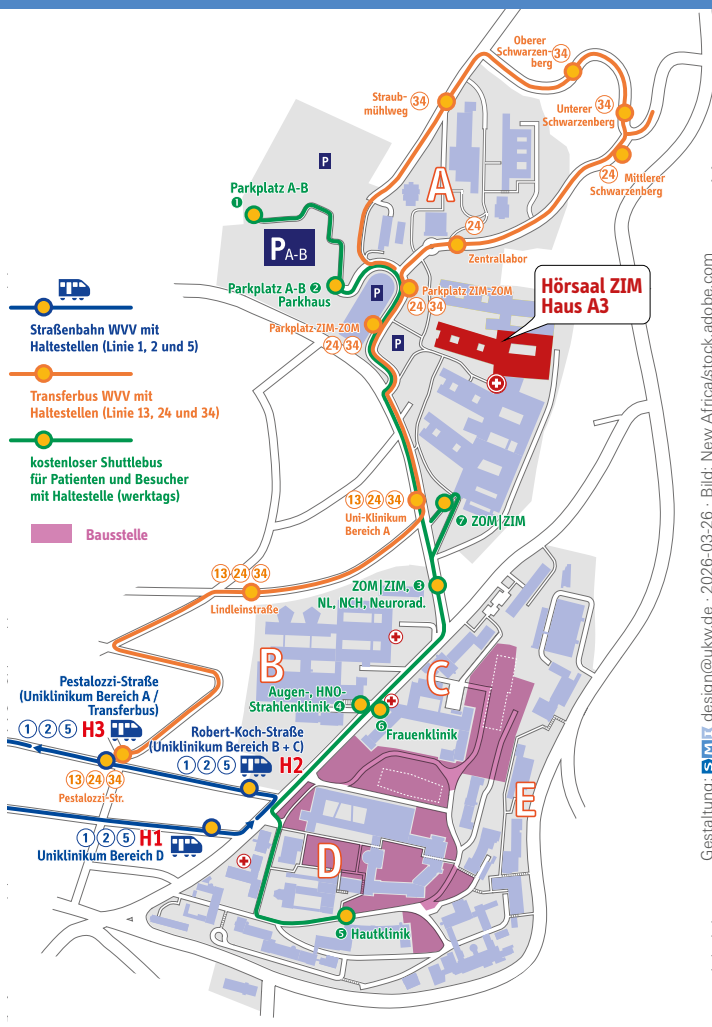 Oberer
Schwarzen-
berg
34
Straub-
mühlweg
34
Unterer
Schwarzenberg
34
24
Mittlerer
Schwarzenberg
A
P
Parkplatz A-B
1
24
Zentrallabor
P A-B
Parkplatz A-B 2
Parkhaus
P
Parkplatz ZIM-ZOM
24 34
Hörsaal ZIM
Haus A3
Parkplatz ZIM-ZOM
24 34
P
Straßenbahn WVV mit
Haltestellen (Linie 1, 2 und 5)
Transferbus WVV mit
Haltestellen (Linie 13, 24 und 34)
kostenloser Shuttlebus
für Patienten und Besucher
mit Haltestelle (werktags)
Baustelle
13 24 34
Uni-Klinikum
Bereich A
7 ZOM|ZIM
13 24 34
Lindleinstraße
ZOM|ZIM, 3
NL, NCH, Neurorad.
B
C
Augen-, HNO-
Strahlenklinik 4
6
Frauenklinik
Pestalozzi-Straße
(Uniklinikum Bereich A /
Transferbus)
1 2 5 H3
13 24 34
Pestalozzi-Str.
Robert-Koch-Straße
(Uniklinikum Bereich B + C)
1 2 5 H2
E
1 2 5 H1
Uniklinikum Bereich D
D
5 Hautklinik
Gestaltung: SMI design@ukw.de · 2026-03-26 · Bild: New Africa/stock.adobe.com